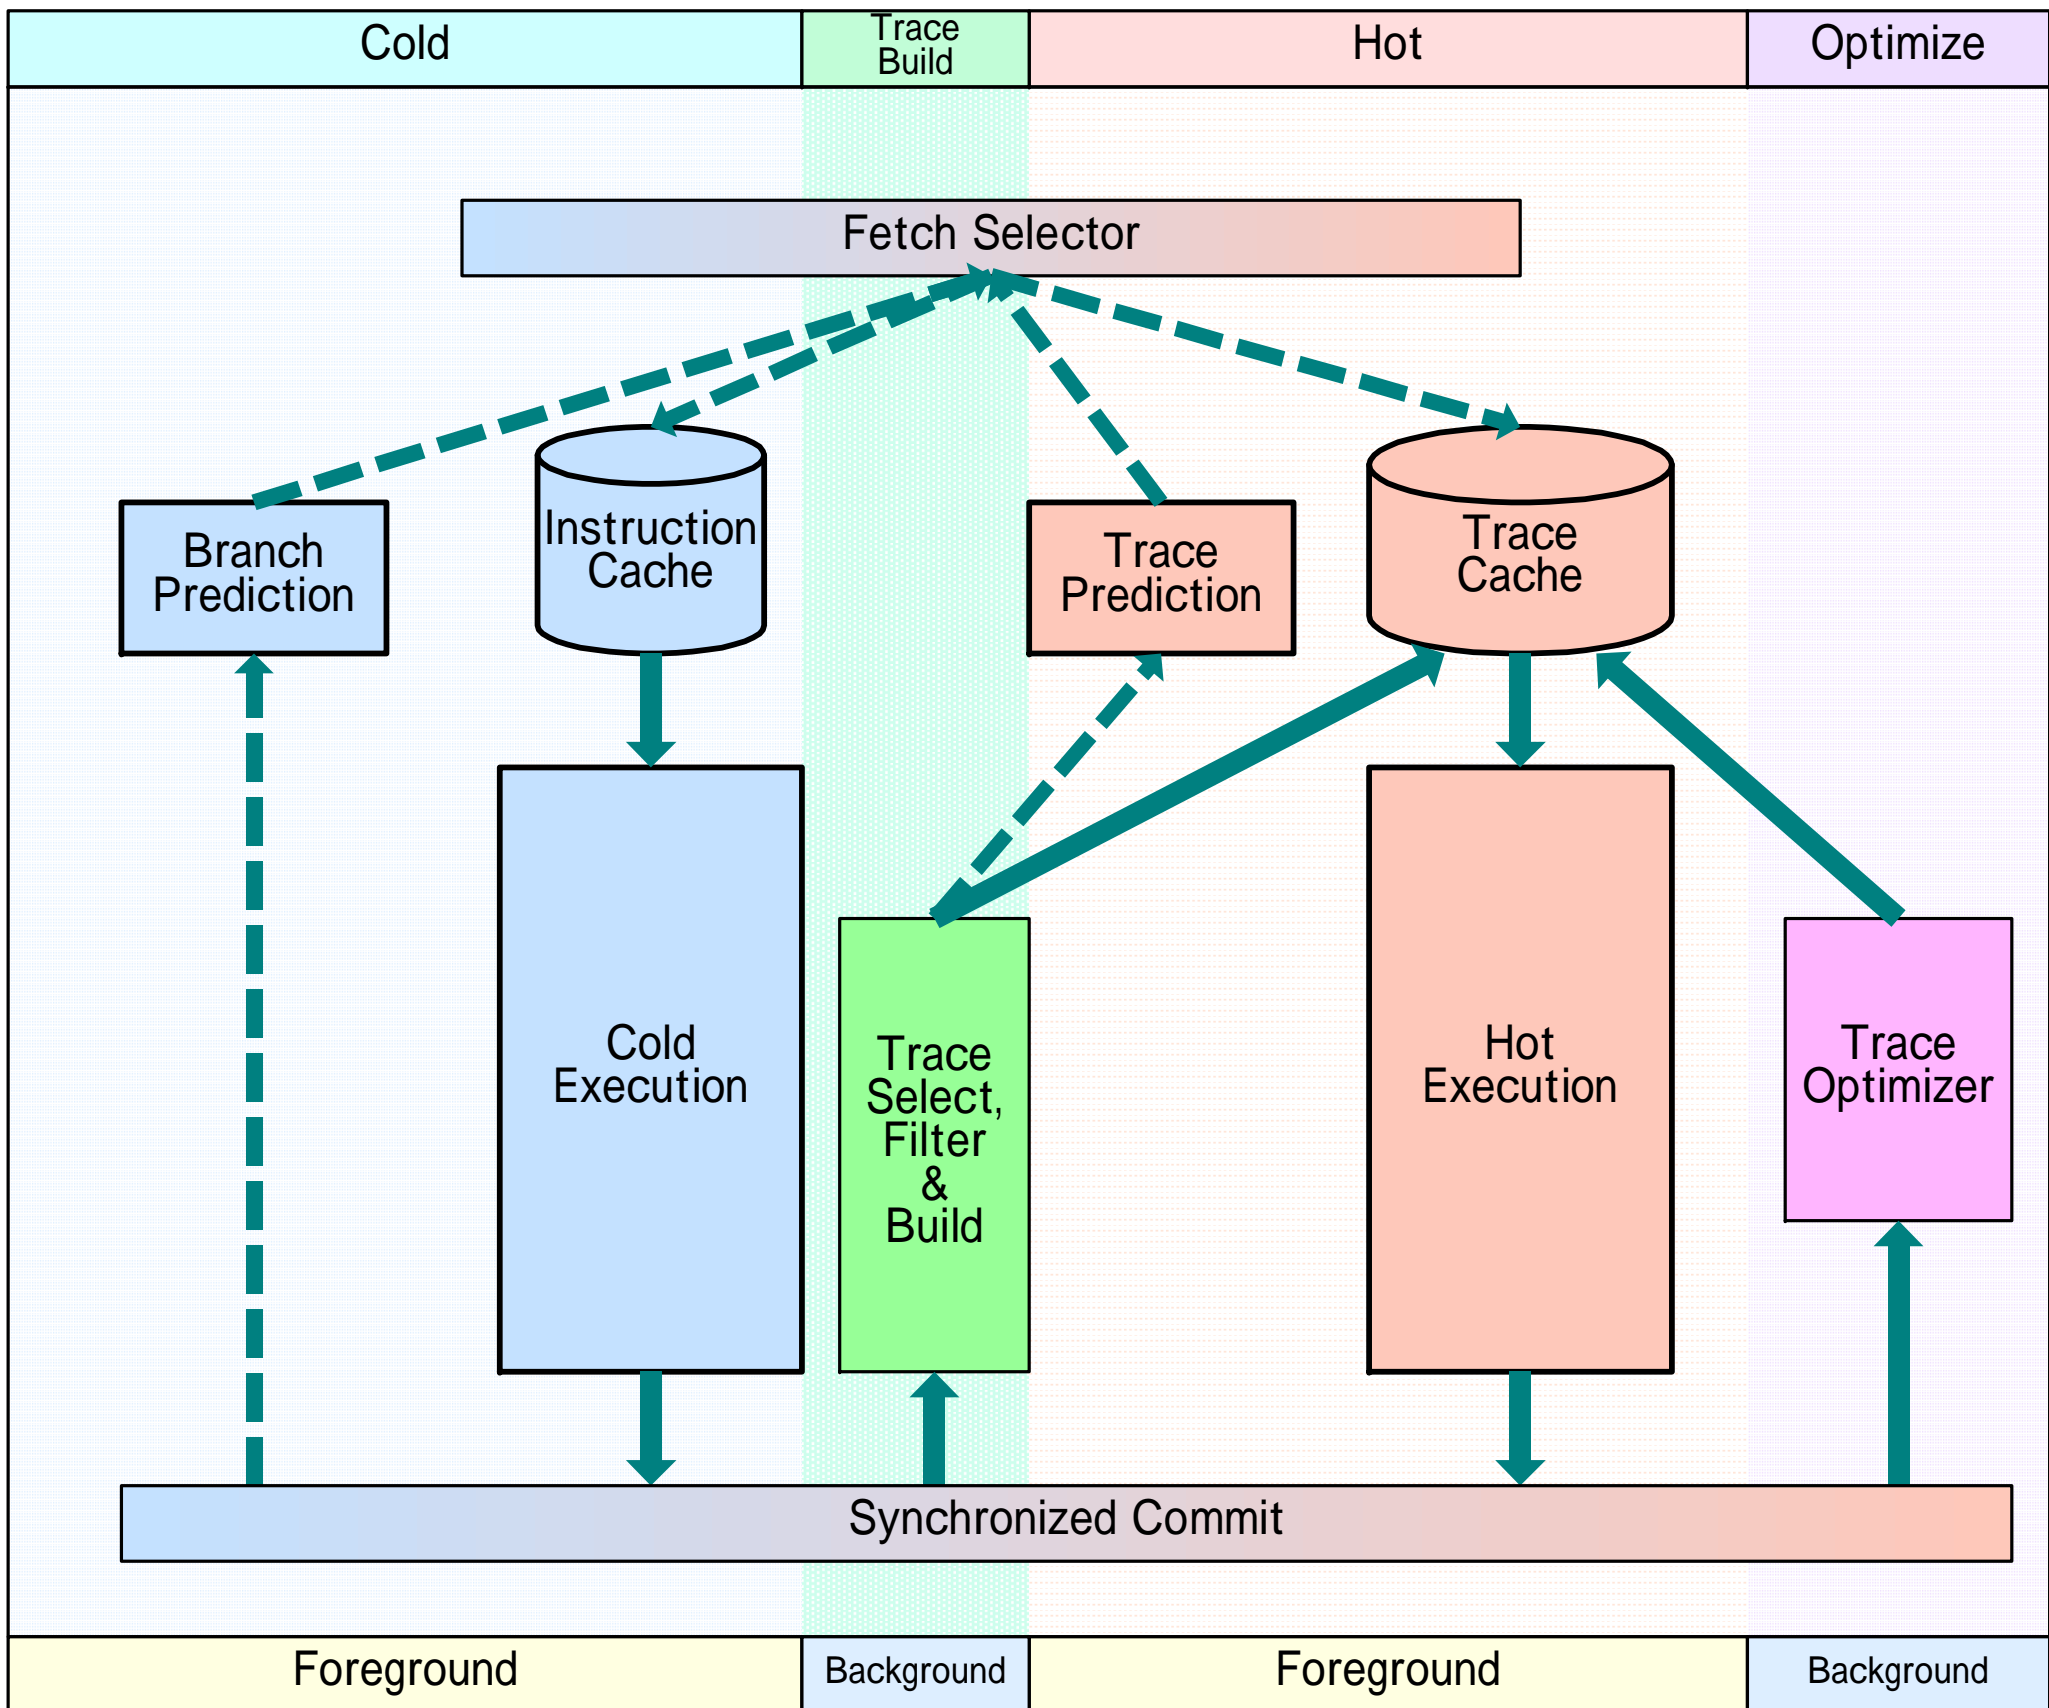 Cold
Trace
Build
Hot
Optimize
Fetch Selector
Branch
Prediction
Instruction
Cache
Trace
Prediction
Trace
Cache
Cold
Execution
Trace
Select,
Filter
&
Build
Hot
Execution
Trace
Optimizer
Synchronized Commit
Foreground
Background
Foreground
Background